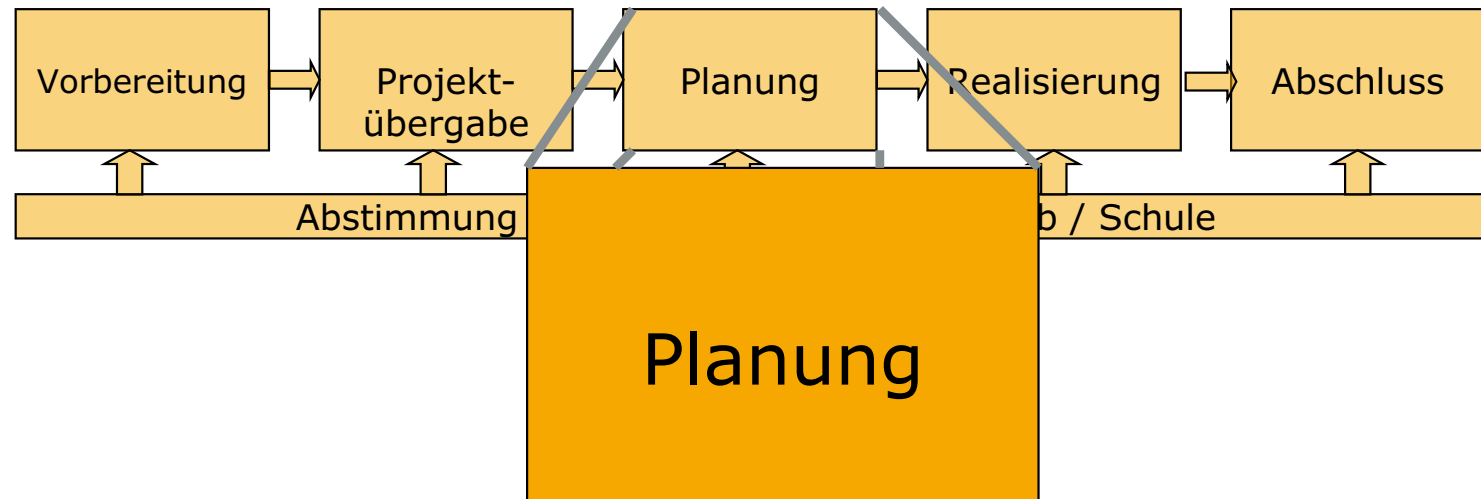 Vorbereitung
Projekt-
übergabe
Planung
Realisierung
Abschluss
Abstimmung b / Schule
Planung